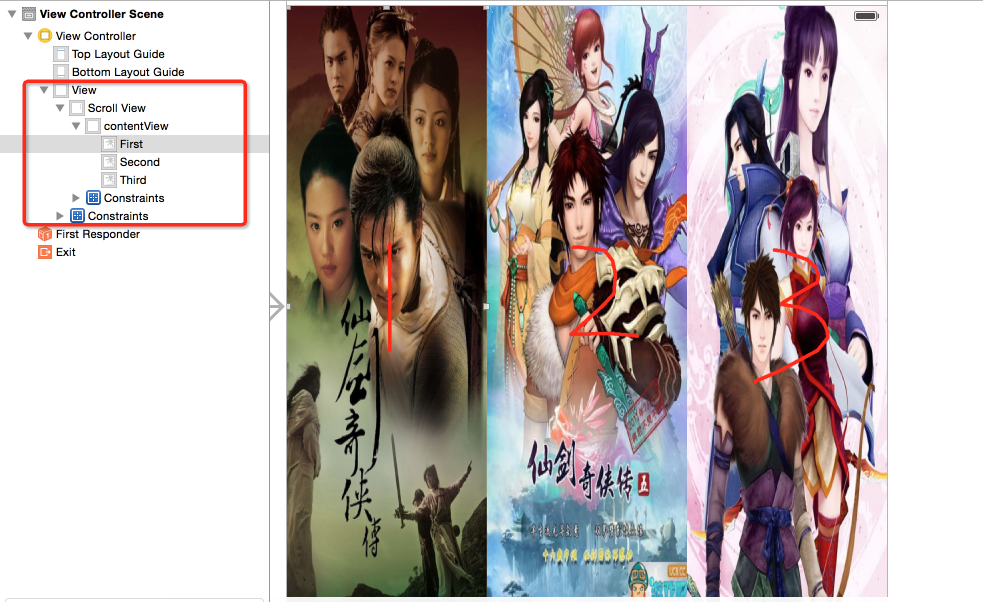 View Controller Scene
View Controller
Top Layout Guide
Bottom Layout Guide
View
Scroll View
contentView
First
Second
Third
Constraints
Constraints
First Responder
Exit
1
2
3
仙剑奇侠傳
仙剑奇侠传 五